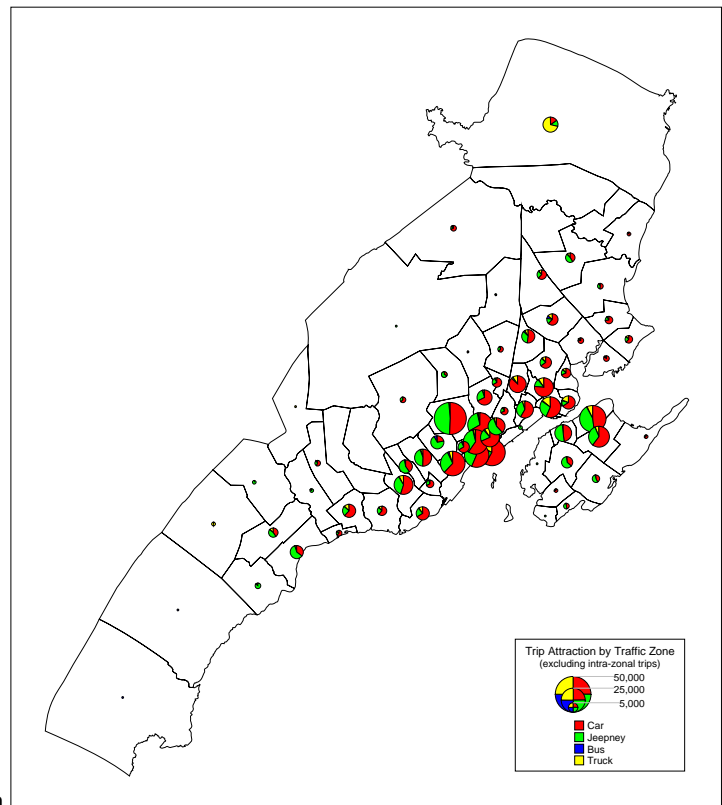 Trip Attraction by Traffic Zone
(excluding intra-zonal trips)
50,000
25,000
5,000
Car
Jeepney
Bus
Truck